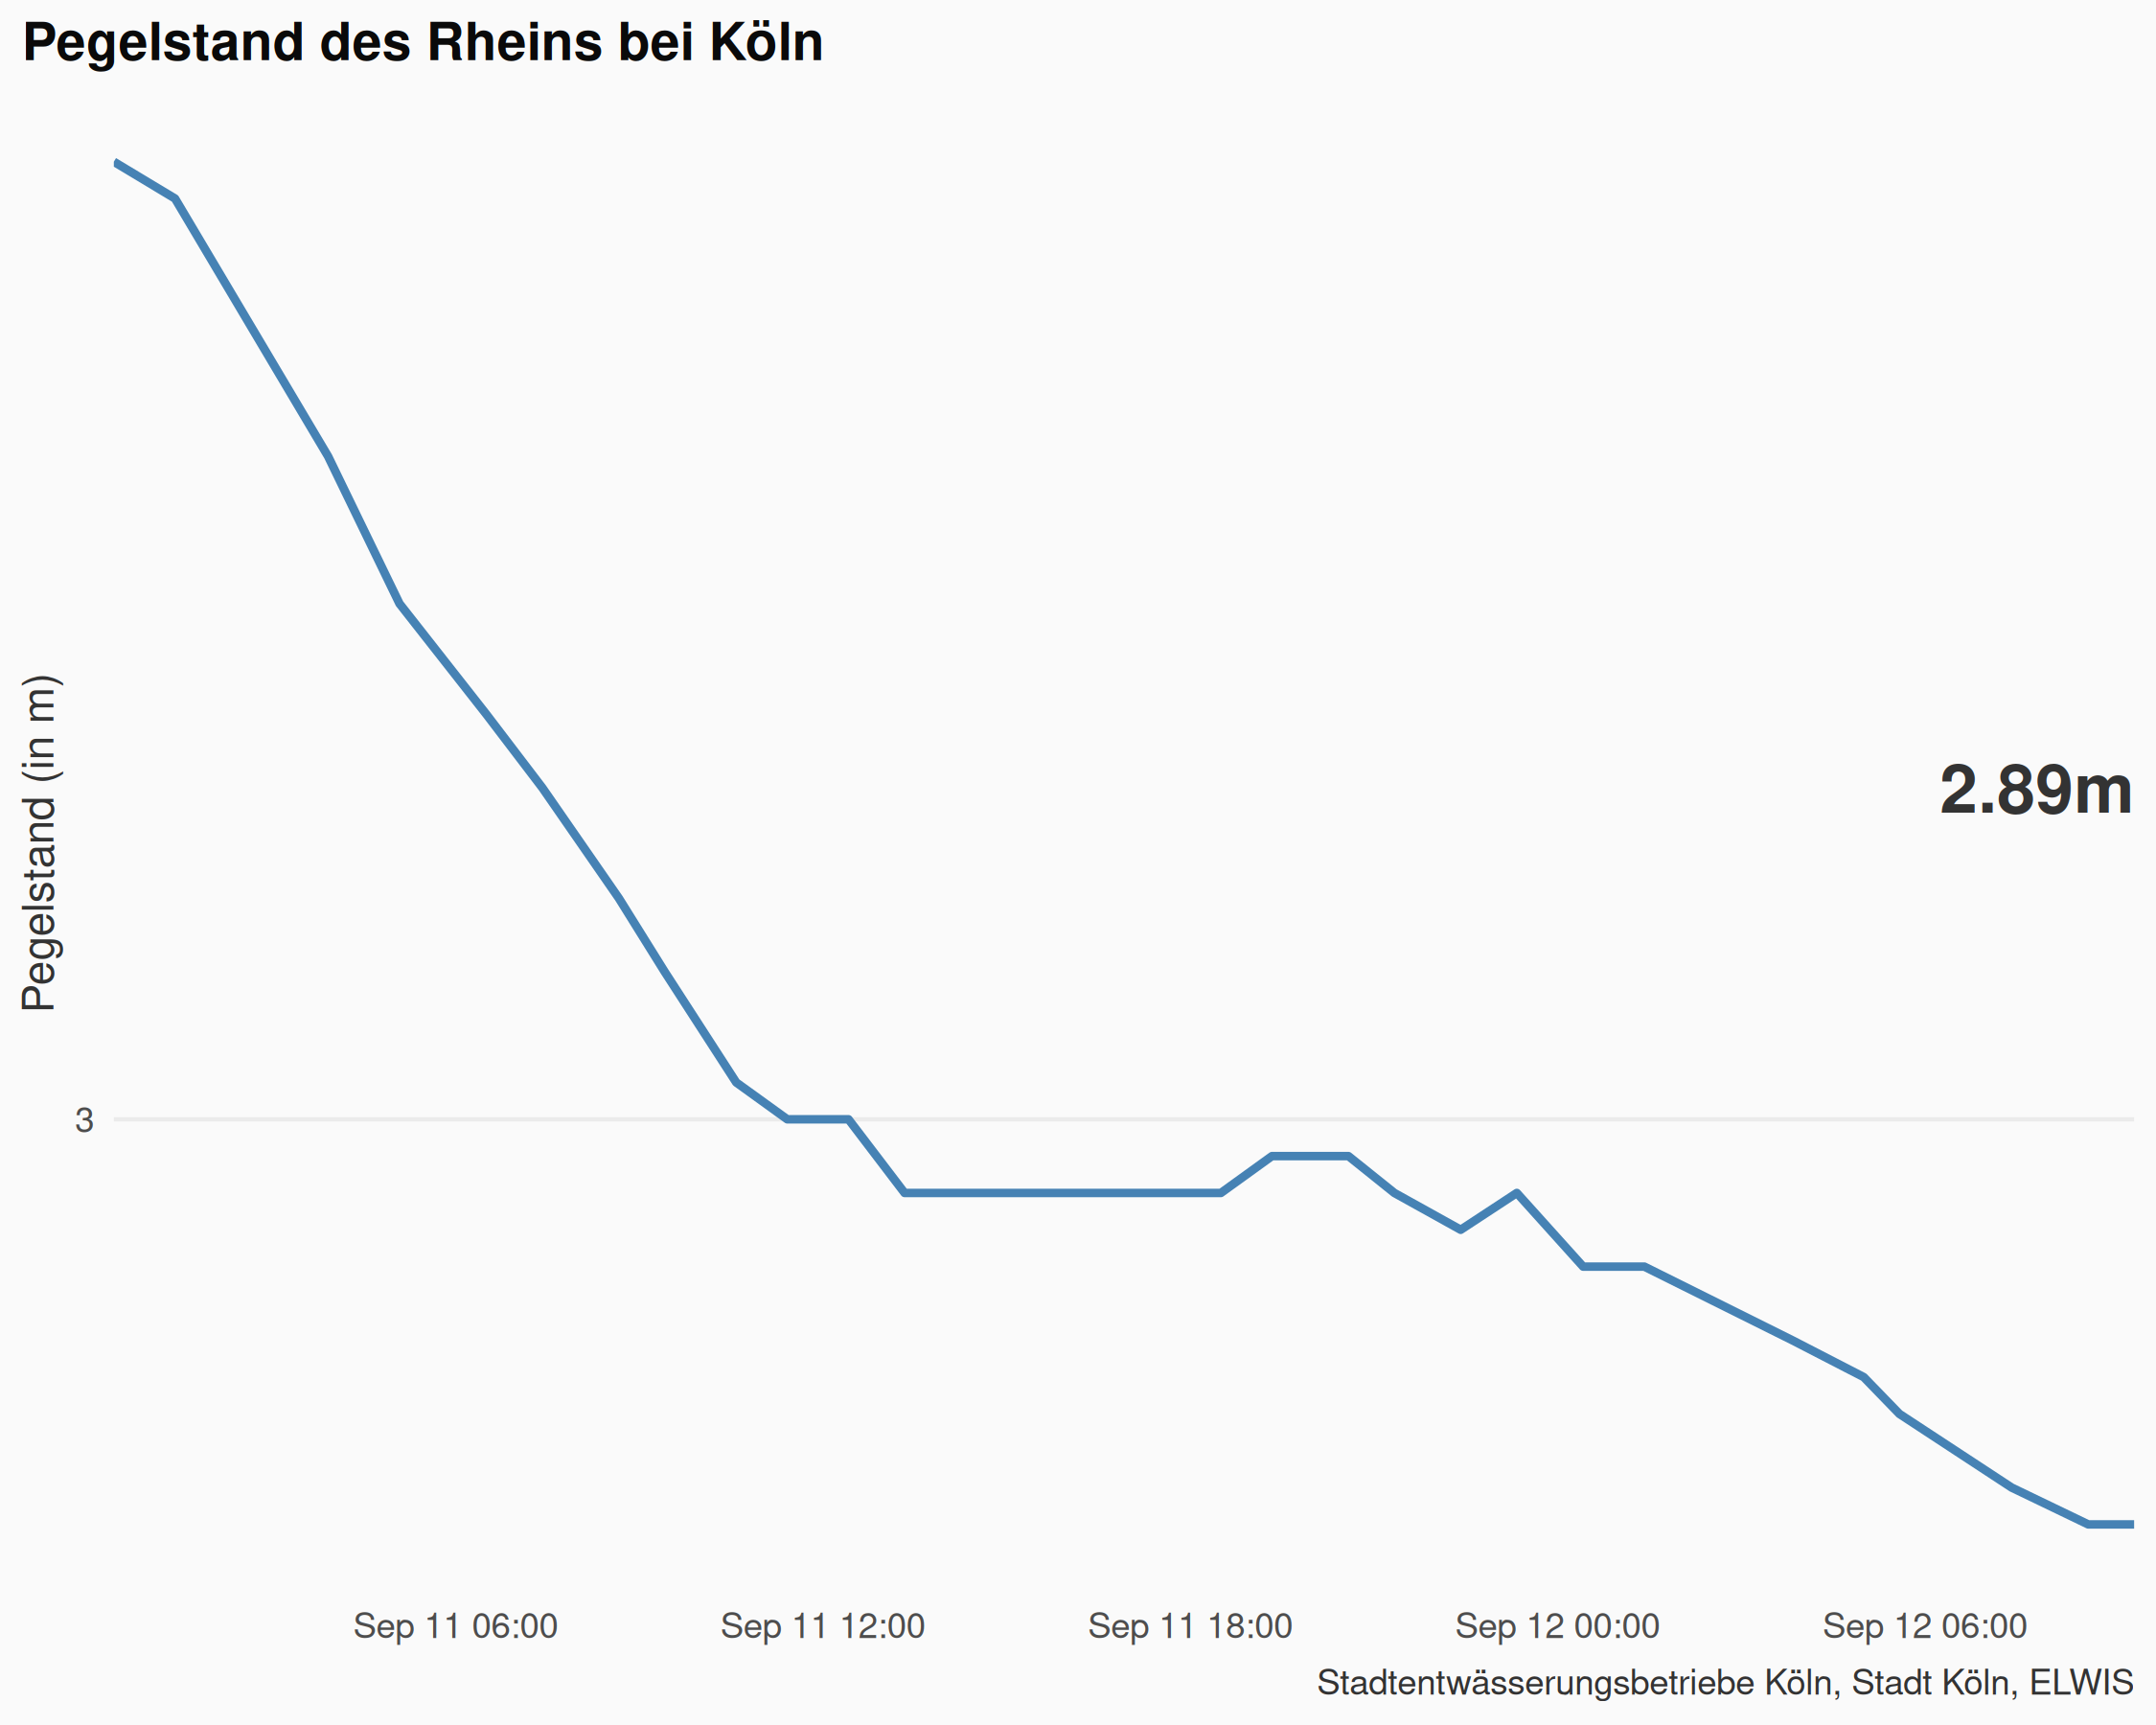 Pegelstand des Rheins bei Köln
Pegelstand (in m)
2.89m
3
Sep 11 06:00 Sep 11 12:00 Sep 11 18:00 Sep 12 00:00 Sep 12 06:00
Stadtentwässerungsbetriebe Köln, Stadt Köln, ELWIS